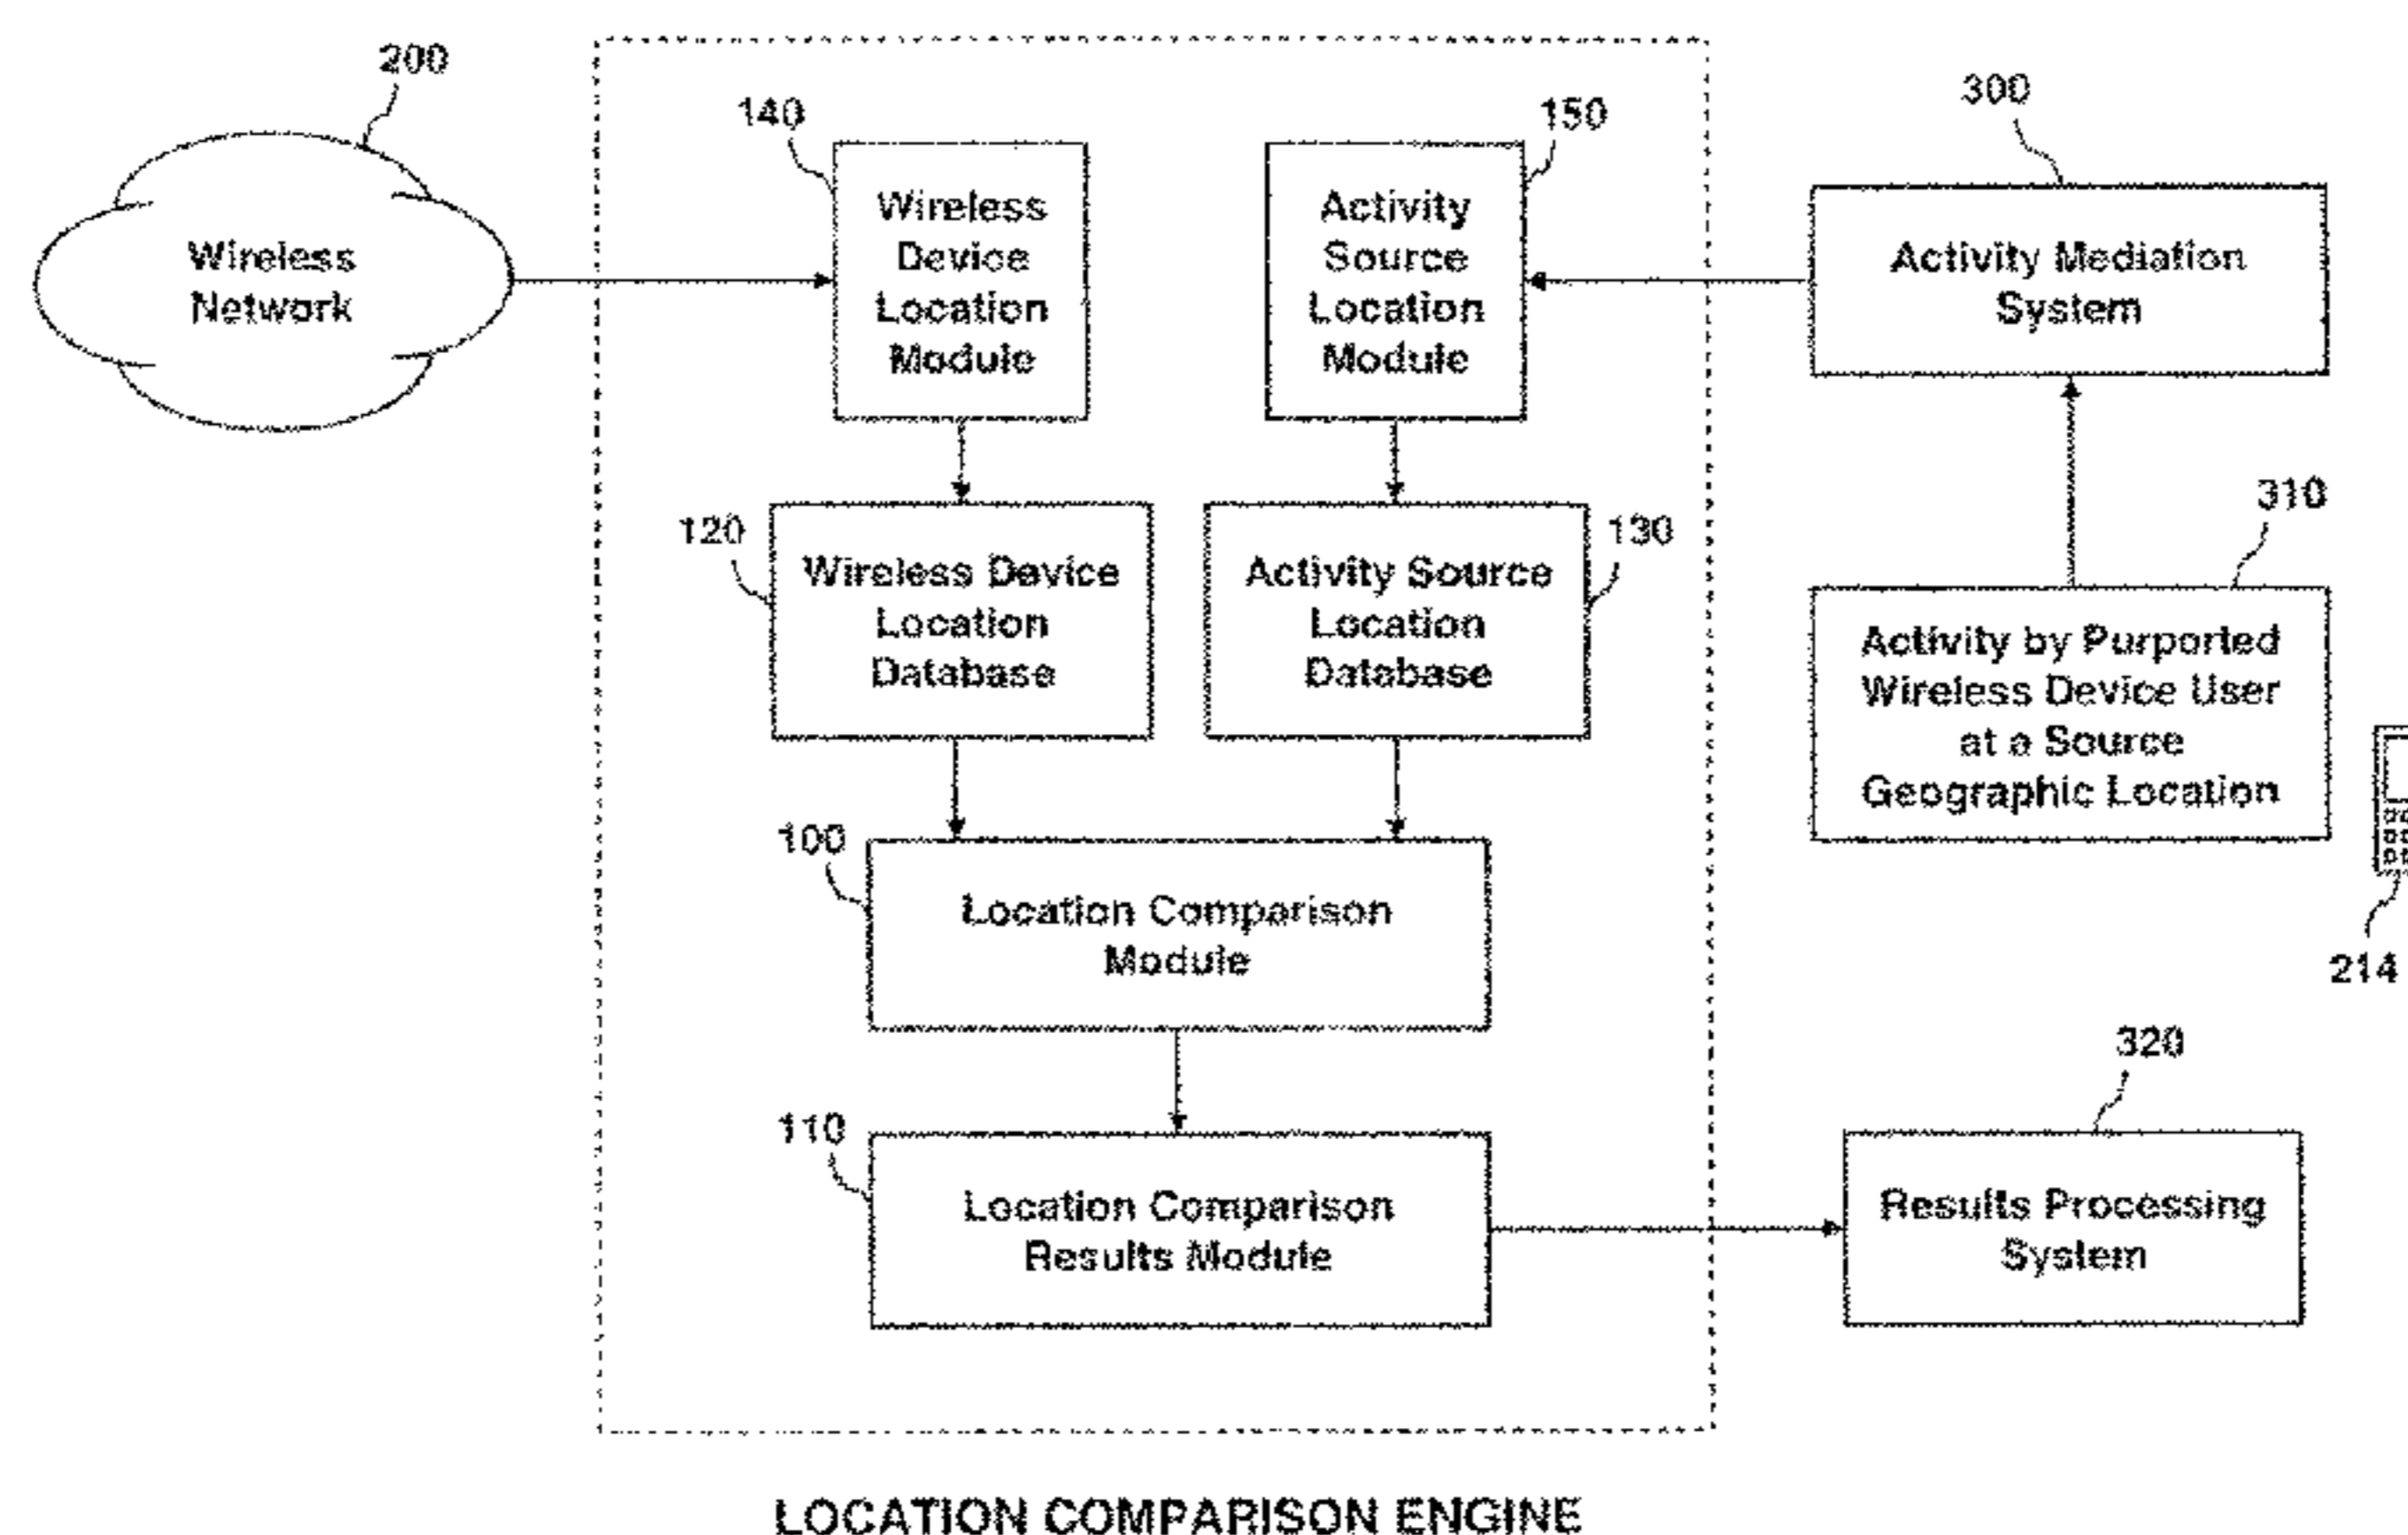 200
Wireless
Network
140
Wireless
Device
Location
Module
150
Activity
Source
Location
Module
300
Activity Mediation
System
120
Wireless Device
Location
Database
130
Activity Source
Location
Database
310
Activity by Purported
Wireless Device User
at a Source
Geographic Location
214
100
Location Comparison
Module
110
Location Comparison
Results Module
320
Results Processing
System
LOCATION COMPARISON ENGINE